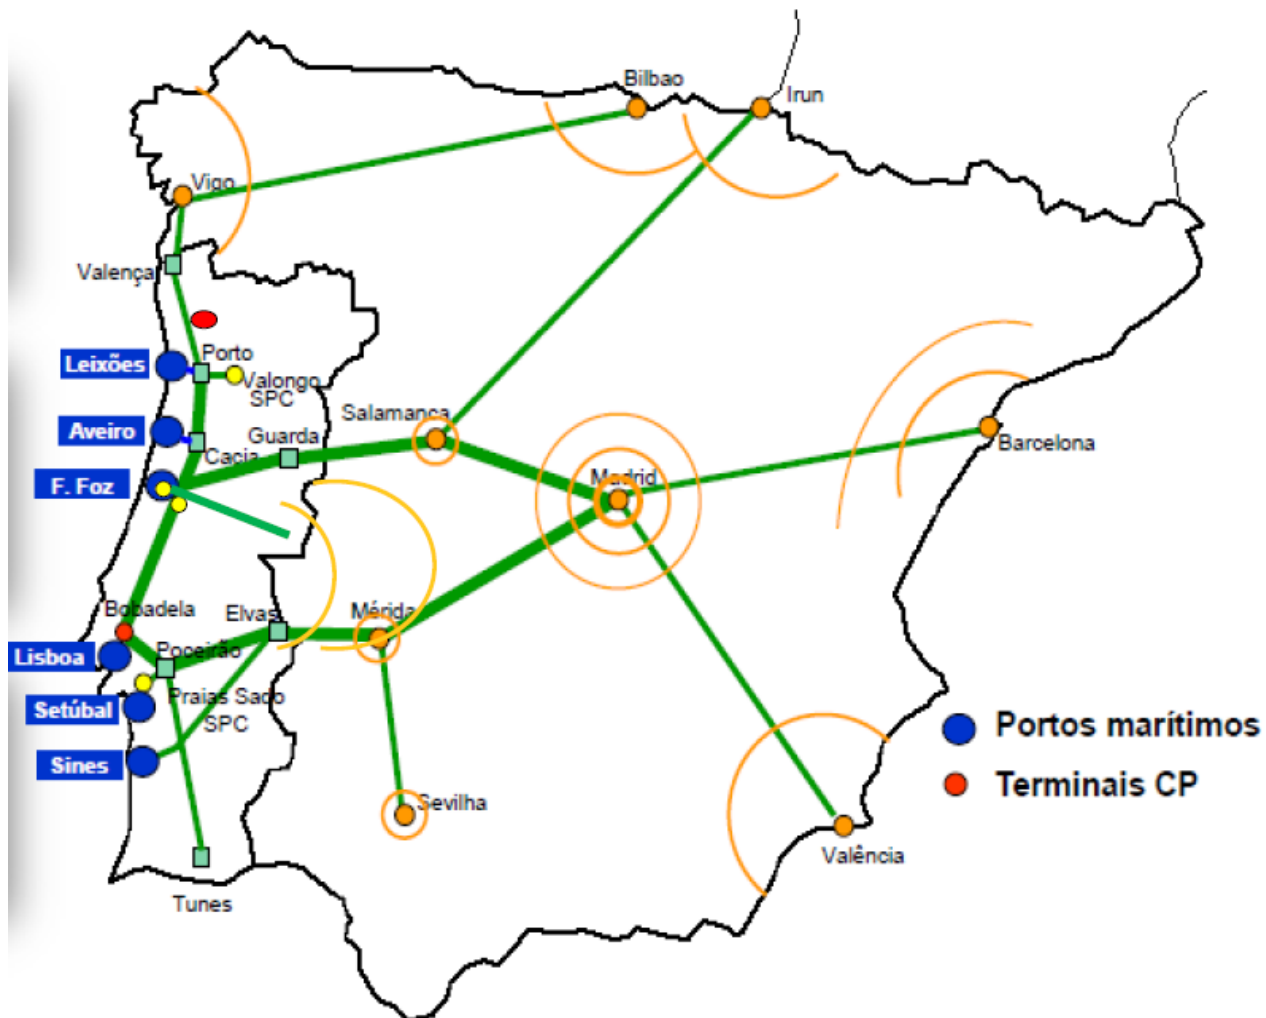 Bilbao
Irun
Vigo
Valença
Leixões
Porto
Valongo
SPC
Aveiro
Salamanca
Guarda
Cacia
Barcelona
F. Foz
Madrid
Bobadela
Elvas
Mérida
Lisboa
Poceirão
Setúbal
Praias Sado
SPC
Sines
Portos marítimos
Terminais CP
Sevilha
Valência
Tunes